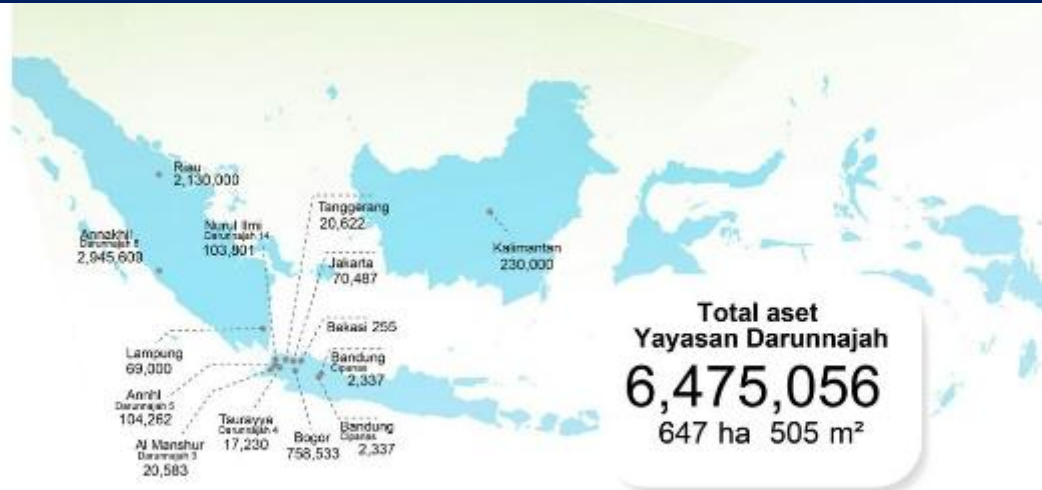 Riau
2,130,000
Annakhil
Darunnajah 8
2,945,609
Nurul Ilmi
Darunnajah 14
103,801
Tanggerang
20,622
Jakarta
70,487
Bekasi 255
Bandung
Cipanas
2,337
Kalimantan
230,000
Lampung
69,000
Annhl
Darunnajah 5
104,262
Al Manshur
Darunnajah 3
20,583
Tsurayya
Darunnajah 4
17,230
Bogor
758,533
Bandung
Cipanas
2,337
Total aset
Yayasan Darunnajah
6,475,056
647 ha 505 m²